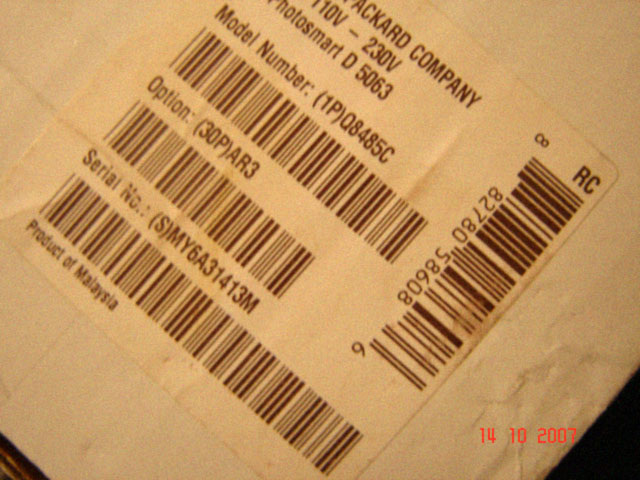 PACKARD COMPANY
110V – 230V
Photosmart D 5063
Model Number: (1P)Q8485C
Option: (30P)AR3
Serial No.: (S)MY6A31413M
Product of Malaysia
RC
8 82780 58608 6
14 10 2007